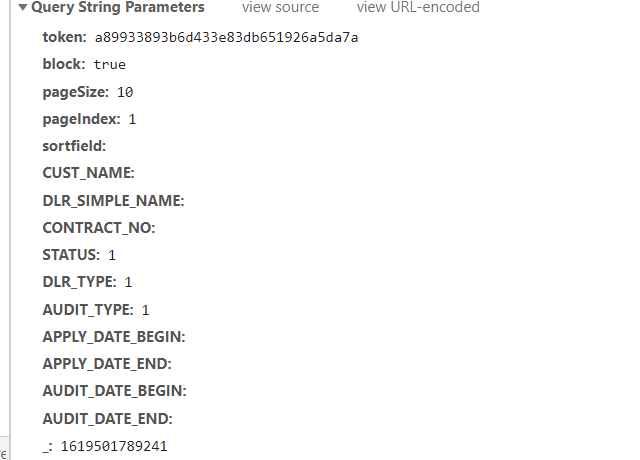 Query String Parameters view source view URL-encoded
token: a89933893b6d433e83db651926a5da7a
block: true
pageSize: 10
pageIndex: 1
sortfield:
CUST_NAME:
DLR_SIMPLE_NAME:
CONTRACT_NO:
STATUS: 1
DLR_TYPE: 1
AUDIT_TYPE: 1
APPLY_DATE_BEGIN:
APPLY_DATE_END:
AUDIT_DATE_BEGIN:
AUDIT_DATE_END:
_: 1619501789241